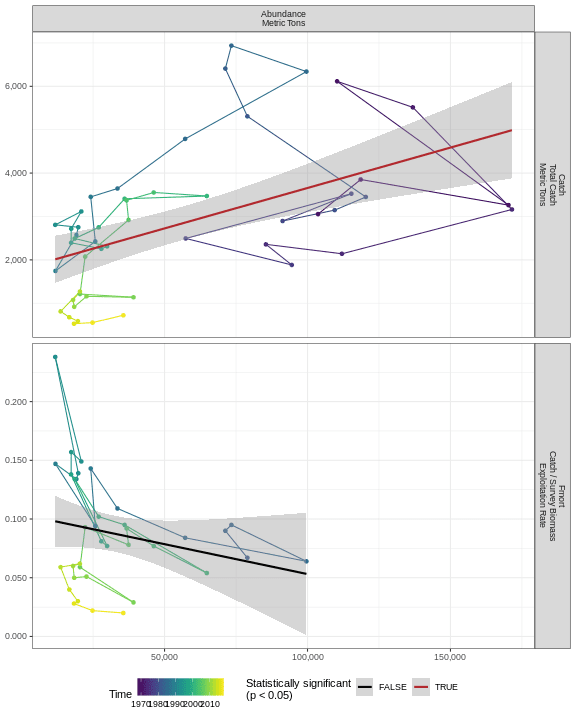 Abundance
Metric Tons
6,000
4,000
2,000
Catch
Total Catch
Metric Tons
0.200
0.150
0.100
0.050
0.000
Fmort
Catch / Survey Biomass
Exploitation Rate
50,000
100,000
150,000
Time
1970
1980
1990
2000
2010
Statistically significant
(p < 0.05)
FALSE
TRUE